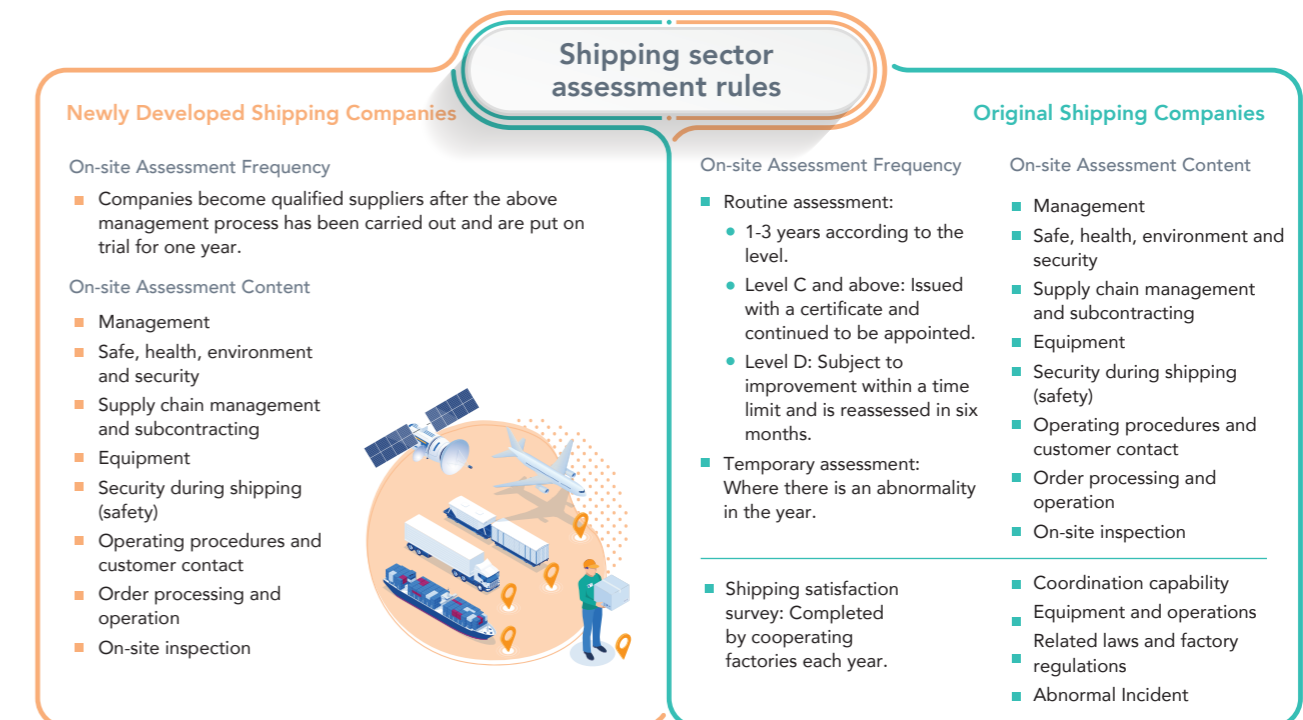 Shipping sector
assessment rules
Newly Developed Shipping Companies
On-site Assessment Frequency
Companies become qualified suppliers after the above
management process has been carried out and are put on
trial for one year.
On-site Assessment Content
Management
Safe, health, environment
and security
Supply chain management
and subcontracting
Equipment
Security during shipping
(safety)
Operating procedures and
customer contact
Order processing and
operation
On-site inspection
Original Shipping Companies
On-site Assessment Frequency
Routine assessment:
1-3 years according to the
level.
Level C and above: Issued
with a certificate and
continued to be appointed.
Level D: Subject to
improvement within a time
limit and is reassessed in six
months.
Temporary assessment:
Where there is an abnormality
in the year.
On-site Assessment Content
Management
Safe, health, environment and
security
Supply chain management
and subcontracting
Equipment
Security during shipping
(safety)
Operating procedures and
customer contact
Order processing and
operation
On-site inspection
Shipping satisfaction
survey: Completed
by cooperating
factories each year.
Coordination capability
Equipment and operations
Related laws and factory
regulations
Abnormal Incident